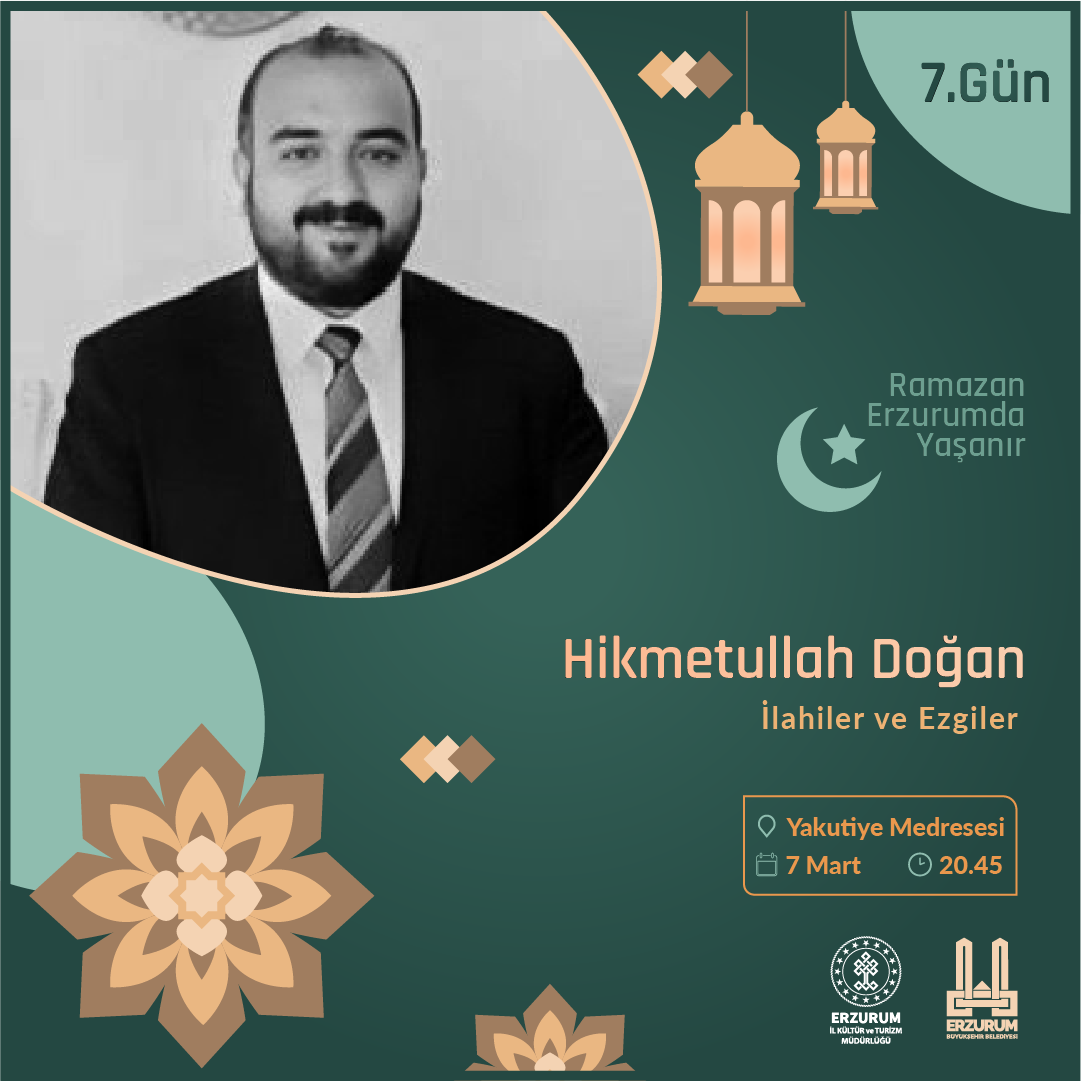 7.Gün
Ramazan
Erzurumda
Yaşanır
Hikmetullah Doğan
İlahiler ve Ezgiler
Yakutiye Medresesi
7 Mart 20.45
ERZURUM
İL KÜLTÜR ve TURİZM
MÜDÜRLÜĞÜ
ERZURUM
BÜYÜKŞEHİR BELEDİYESİ